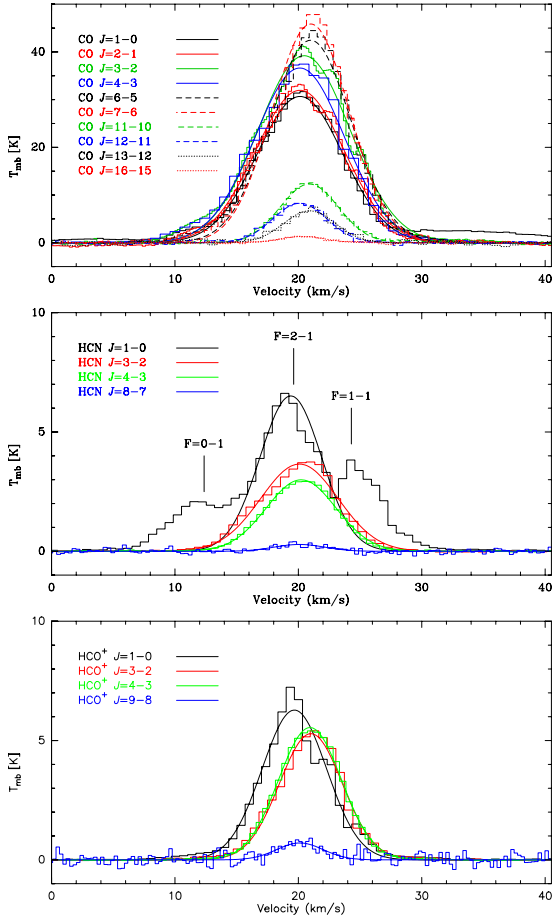 CO J=1−0
CO J=2−1
CO J=3−2
CO J=4−3
CO J=6−5
CO J=7−6
CO J=11−10
CO J=12−11
CO J=13−12
CO J=16−15
T_mb [K]
40
20
0
0 10 20 30 40
Velocity (km/s)
HCN J=1−0
HCN J=3−2
HCN J=4−3
HCN J=8−7
F=2−1
F=1−1
F=0−1
T_mb [K]
10
5
0
0 10 20 30 40
Velocity (km/s)
HCO⁺ J=1−0
HCO⁺ J=3−2
HCO⁺ J=4−3
HCO⁺ J=9−8
T_mb [K]
10
5
0
0 10 20 30 40
Velocity (km/s)